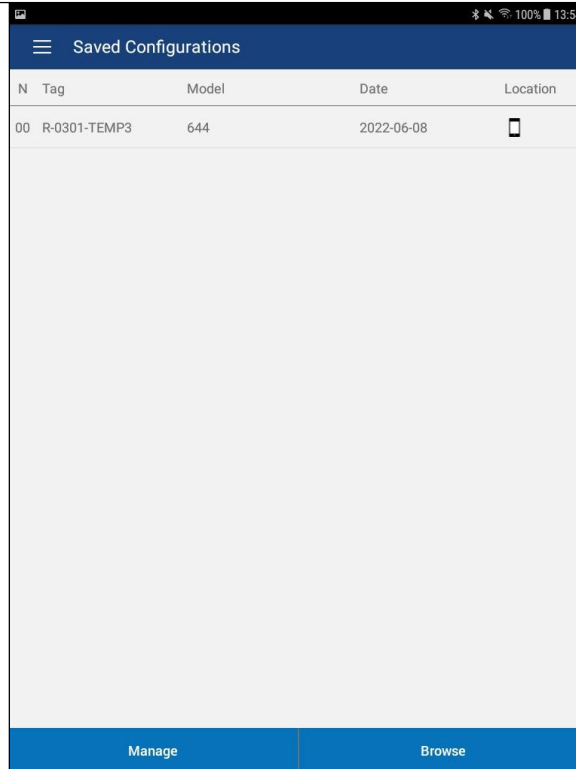 100% 13:5
Saved Configurations
N Tag Model Date Location
00 R-0301-TEMP3 644 2022-06-08
Manage Browse